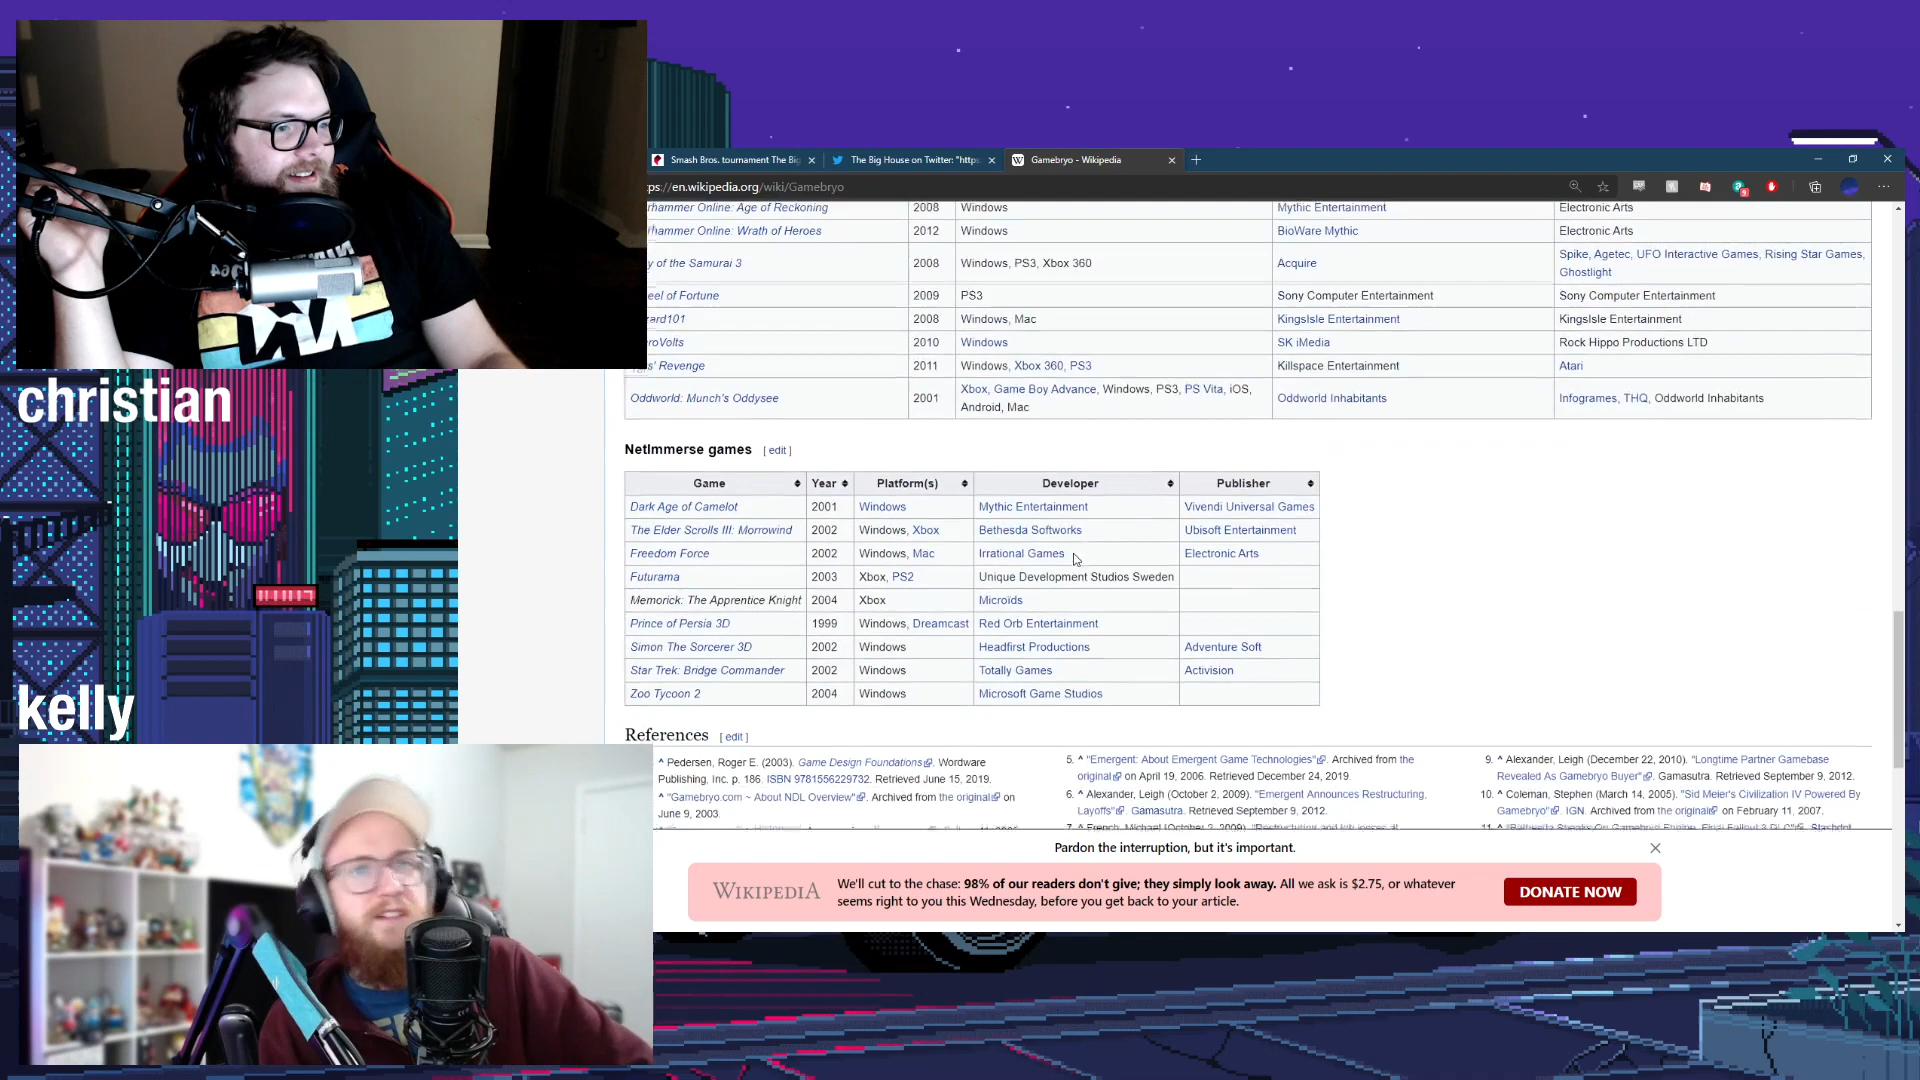 Smash Bros. tournament The Big
The Big House on Twitter: "https
Gamebryo - Wikipedia
ps://en.wikipedia.org/wiki/Gamebryo
rhammer Online: Age of Reckoning 2008 Windows Mythic Entertainment Electronic Arts
hammer Online: Wrath of Heroes 2012 Windows BioWare Mythic Electronic Arts
y of the Samurai 3 2008 Windows, PS3, Xbox 360 Acquire Spike, Agetec, UFO Interactive Games, Rising Star Games,
Ghostlight
eel of Fortune 2009 PS3 Sony Computer Entertainment Sony Computer Entertainment
ard101 2008 Windows, Mac KingsIsle Entertainment KingsIsle Entertainment
roVolts 2010 Windows SK iMedia Rock Hippo Productions LTD
s' Revenge 2011 Windows, Xbox 360, PS3 Killspace Entertainment Atari
Oddworld: Munch's Oddysee 2001 Xbox, Game Boy Advance, Windows, PS3, PS Vita, iOS, Oddworld Inhabitants Infogrames, THQ, Oddworld Inhabitants
Android, Mac
NetImmerse games [ edit ]
Game Year Platform(s) Developer Publisher
Dark Age of Camelot 2001 Windows Mythic Entertainment Vivendi Universal Games
The Elder Scrolls III: Morrowind 2002 Windows, Xbox Bethesda Softworks Ubisoft Entertainment
Freedom Force 2002 Windows, Mac Irrational Games Electronic Arts
Futurama 2003 Xbox, PS2 Unique Development Studios Sweden
Memorick: The Apprentice Knight 2004 Xbox Microïds
Prince of Persia 3D 1999 Windows, Dreamcast Red Orb Entertainment
Simon The Sorcerer 3D 2002 Windows Headfirst Productions Adventure Soft
Star Trek: Bridge Commander 2002 Windows Totally Games Activision
Zoo Tycoon 2 2004 Windows Microsoft Game Studios
References [ edit ]
^ Pedersen, Roger E. (2003). Game Design Foundations. Wordware
Publishing, Inc. p. 186. ISBN 9781556229732. Retrieved June 15, 2019.
^ "Gamebryo.com ~ About NDL Overview". Archived from the original on
June 9, 2003.
5. ^ "Emergent: About Emergent Game Technologies". Archived from the
original on April 19, 2006. Retrieved December 24, 2019.
6. ^ Alexander, Leigh (October 2, 2009). "Emergent Announces Restructuring,
Layoffs". Gamasutra. Retrieved September 9, 2012.
7. ^ French, Michael (October 2, 2009).
9. ^ Alexander, Leigh (December 22, 2010). "Longtime Partner Gamebase
Revealed As Gamebryo Buyer". Gamasutra. Retrieved September 9, 2012.
10. ^ Coleman, Stephen (March 14, 2005). "Sid Meier's Civilization IV Powered By
Gamebryo". IGN. Archived from the original on February 11, 2007.
Pardon the interruption, but it's important.
WIKIPEDIA
We'll cut to the chase: 98% of our readers don't give; they simply look away. All we ask is $2.75, or whatever
seems right to you this Wednesday, before you get back to your article.
DONATE NOW
christian
kelly